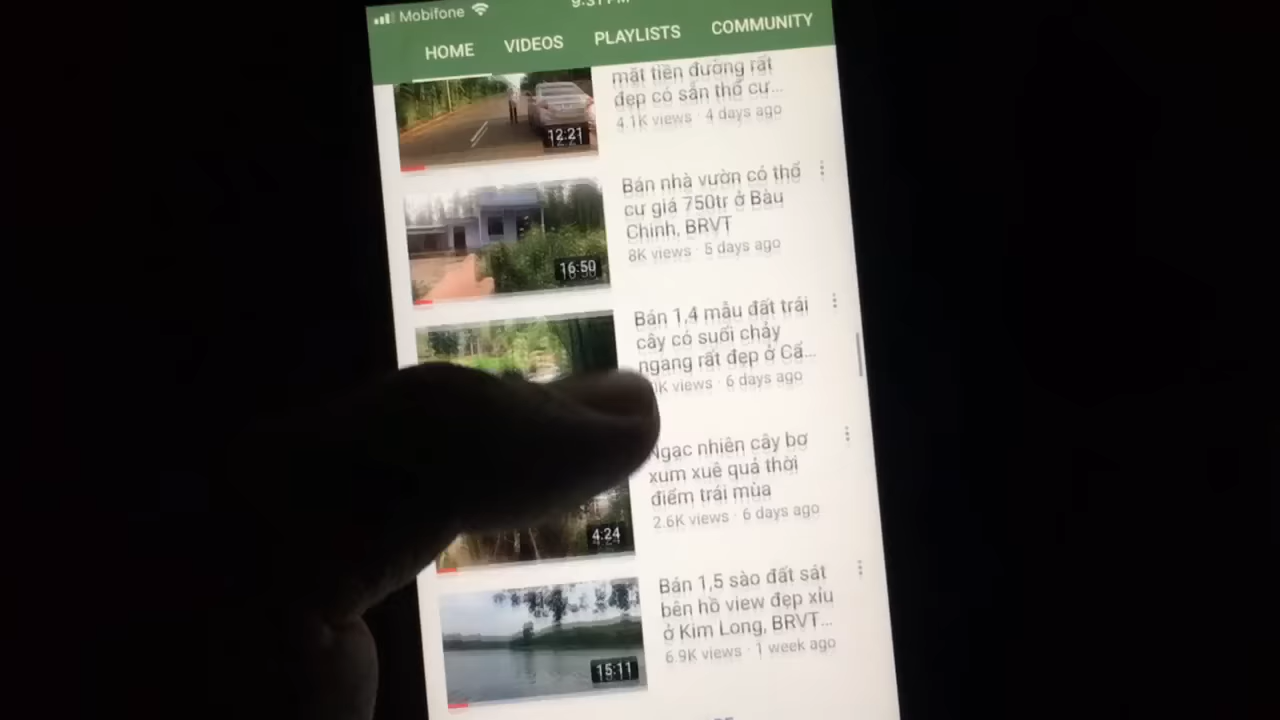 Mobifone
9:31 PM
HOME VIDEOS PLAYLISTS COMMUNITY
mặt tiền đường rất
đẹp có sẵn thổ cư...
4.1K views · 4 days ago
12:21
Bán nhà vườn có thổ
cư giá 750tr ở Bàu
Chinh, BRVT
8K views · 5 days ago
16:50
Bán 1,4 mẫu đất trái
cây có suối chảy
ngang rất đẹp ở Cẩ...
K views · 6 days ago
Ngạc nhiên cây bơ
xum xuê quả thời
điểm trái mùa
2.6K views · 6 days ago
4:24
Bán 1,5 sào đất sát
bên hồ view đẹp xỉu
ở Kim Long, BRVT...
6.9K views · 1 week ago
15:11